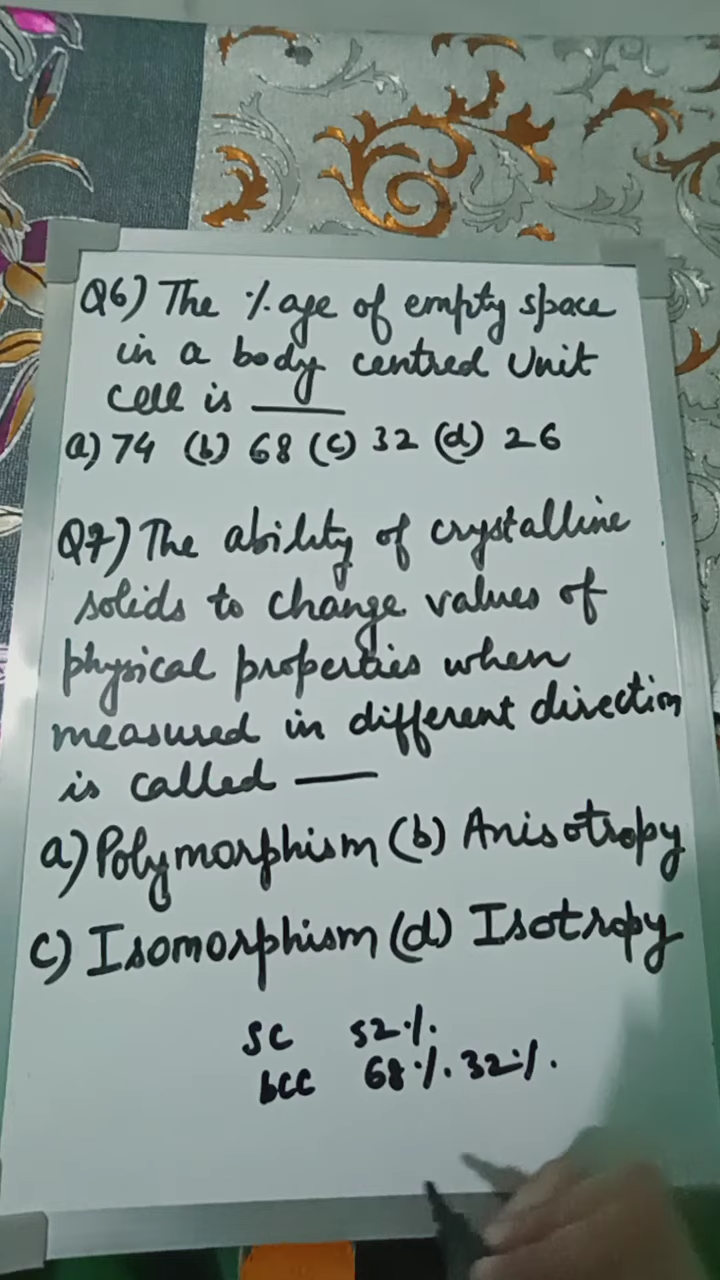 Q6) The %age of empty space
in a body centred Unit
cell is ____
a) 74 (b) 68 (c) 32 (d) 26
Q7) The ability of crystalline
solids to change values of
physical properties when
measured in different direction
is called ___
a) Polymorphism (b) Anisotropy
c) Isomorphism (d) Isotropy
SC 52%.
bcc 68%. 32%.